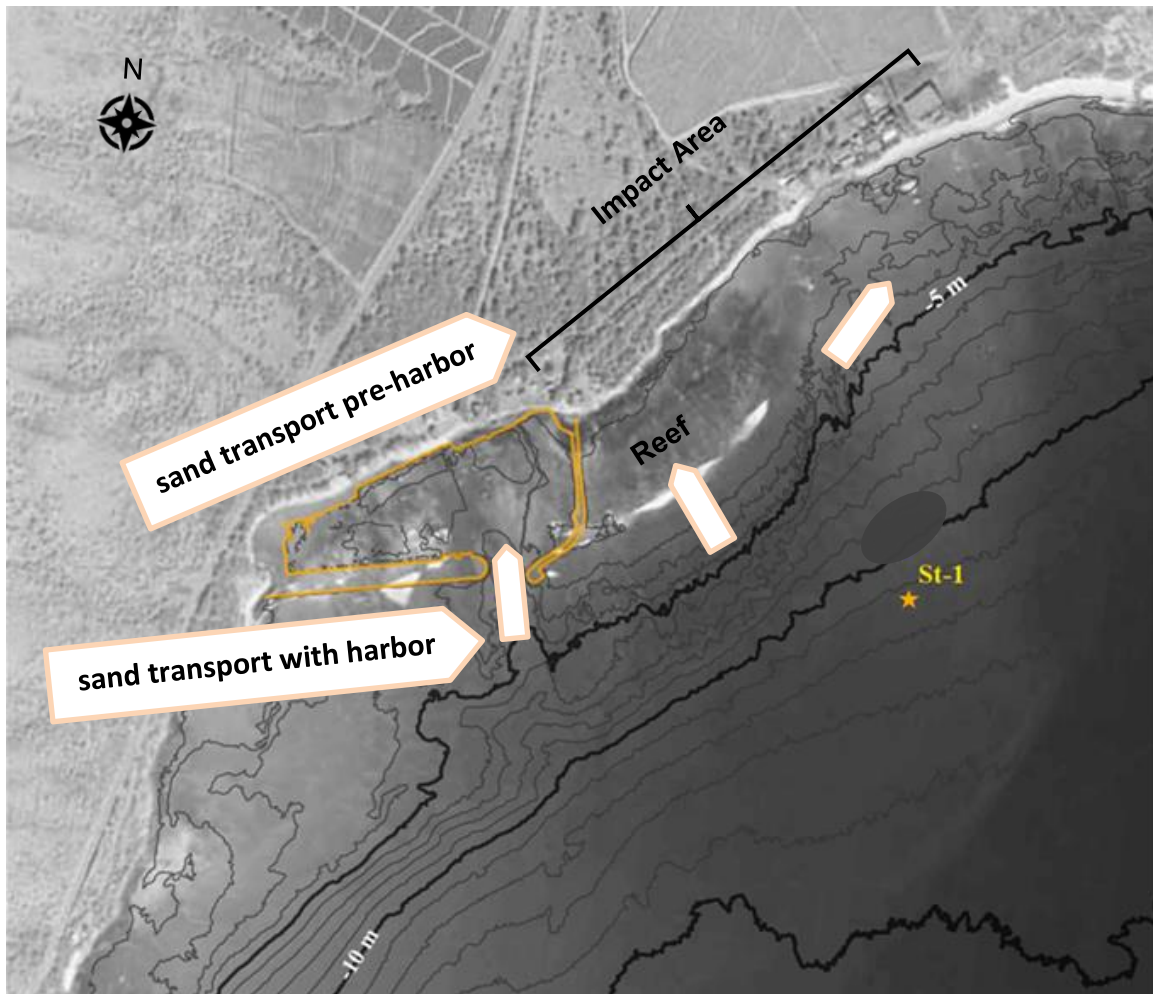 N
Impact Area
-5 m
sand transport pre-harbor
Reef
St-1
sand transport with harbor
-10 m